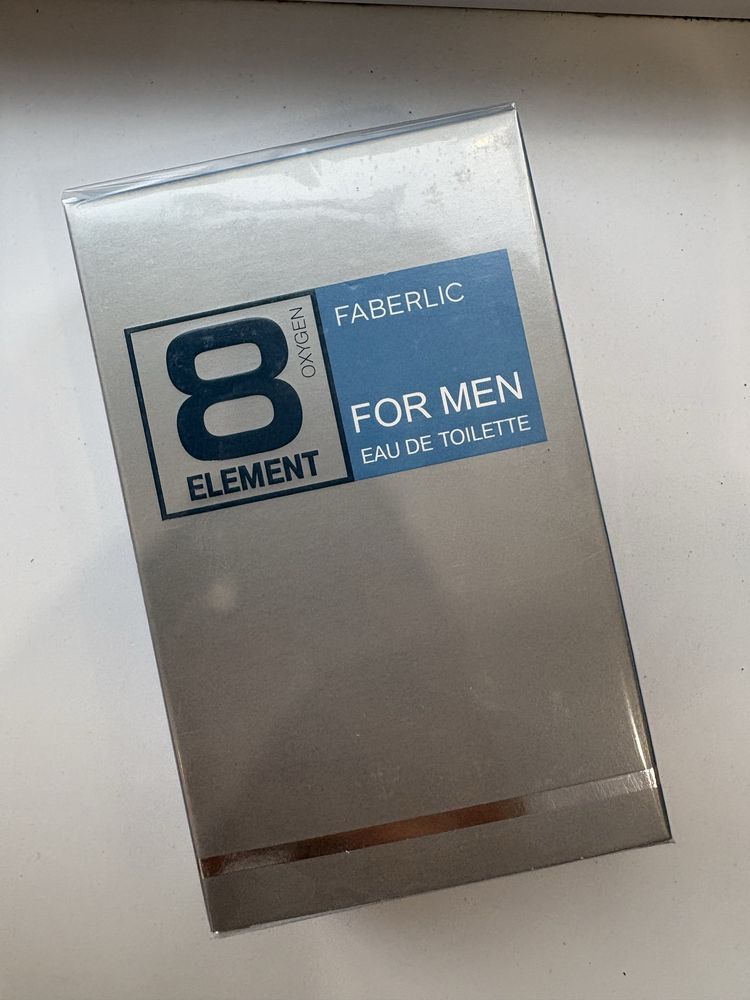 8
OXYGEN
ELEMENT
FABERLIC
FOR MEN
EAU DE TOILETTE